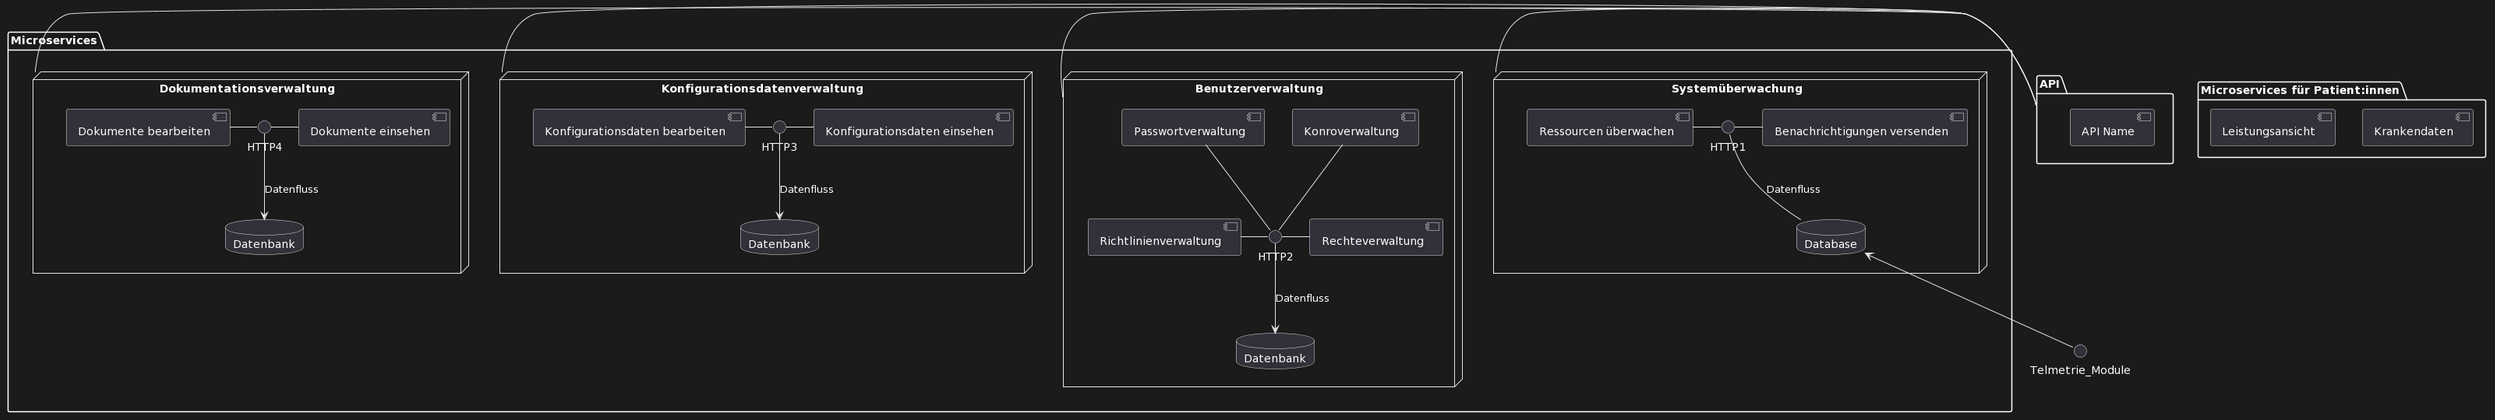 Microservices
Dokumentationsverwaltung
Dokumente bearbeiten
Dokumente einsehen
HTTP4
Datenfluss
Datenbank
Konfigurationsdatenverwaltung
Konfigurationsdaten bearbeiten
Konfigurationsdaten einsehen
HTTP3
Datenfluss
Datenbank
Benutzerverwaltung
Passwortverwaltung
Konroverwaltung
Richtlinienverwaltung
Rechteverwaltung
HTTP2
Datenfluss
Datenbank
Systemüberwachung
Ressourcen überwachen
Benachrichtigungen versenden
HTTP1
Datenfluss
Database
Telmetrie_Module
API
API Name
Microservices für Patient:innen
Leistungsansicht
Krankendaten